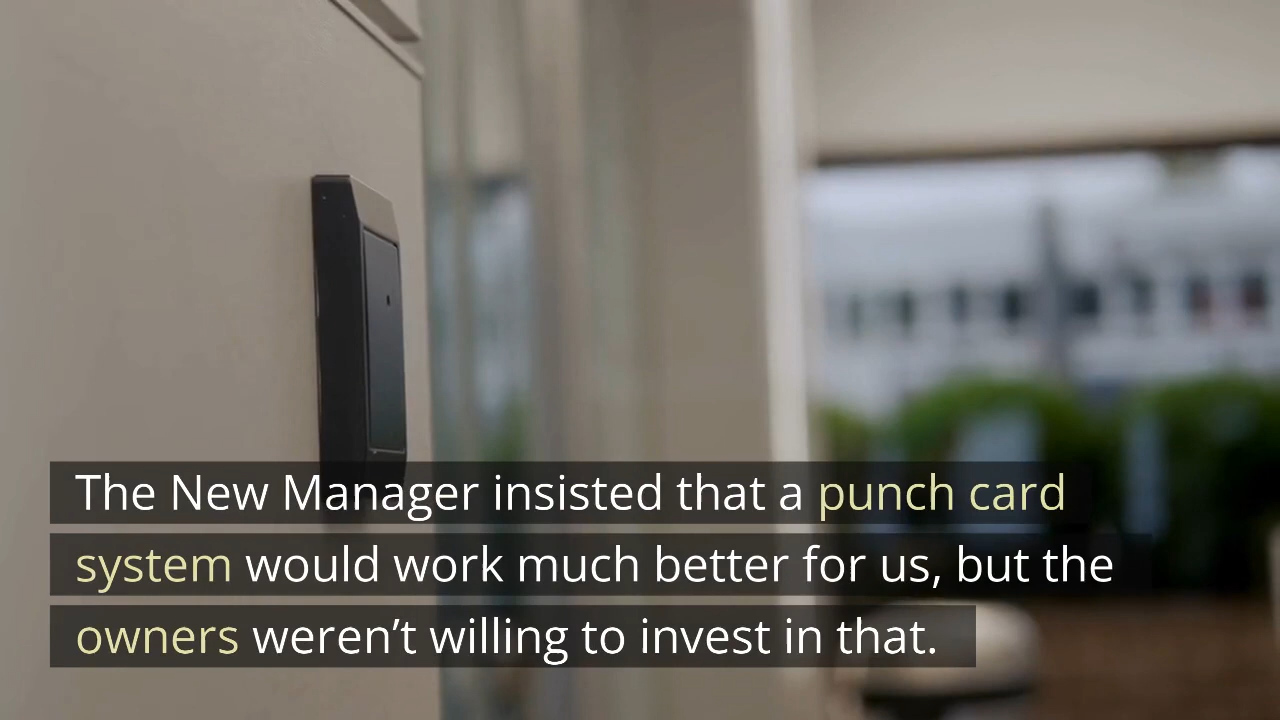 The New Manager insisted that a punch card
system would work much better for us, but the
owners weren’t willing to invest in that.